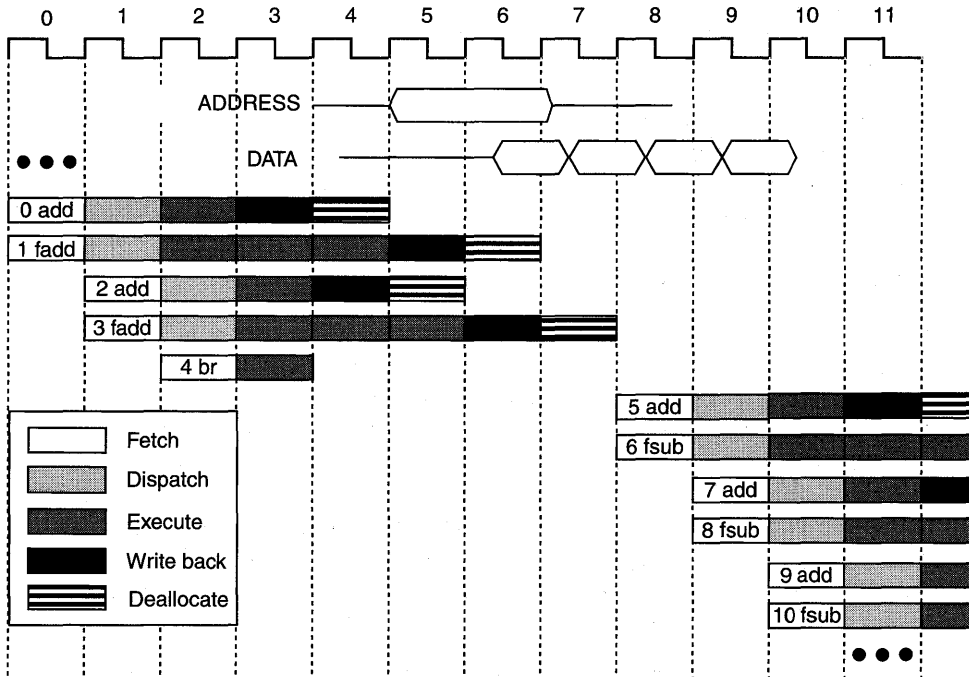 0 1 2 3 4 5 6 7 8 9 10 11
ADDRESS
DATA
0 add
1 fadd
2 add
3 fadd
4 br
5 add
6 fsub
7 add
8 fsub
9 add
10 fsub
Fetch
Dispatch
Execute
Write back
Deallocate